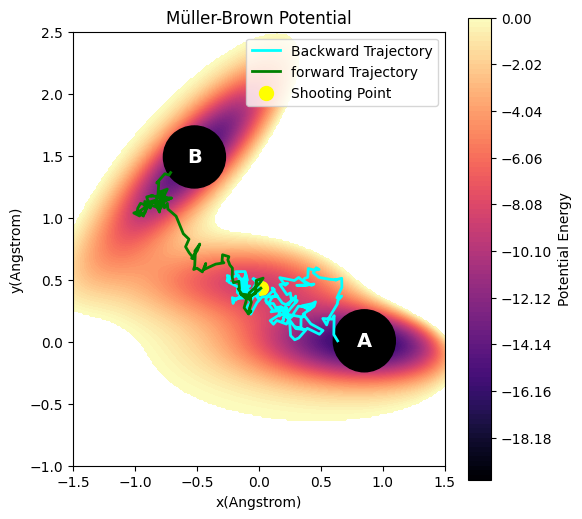 Müller-Brown Potential
Backward Trajectory
forward Trajectory
Shooting Point
B
A
y(Angstrom)
2.5
2.0
1.5
1.0
0.5
0.0
−0.5
−1.0
−1.5
−1.0
−0.5
0.0
0.5
1.0
1.5
x(Angstrom)
0.00
−2.02
−4.04
−6.06
−8.08
−10.10
−12.12
−14.14
−16.16
−18.18
Potential Energy